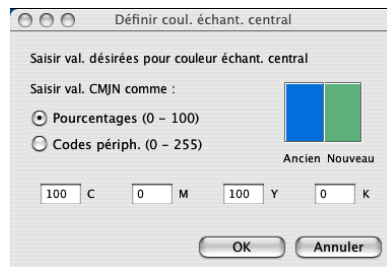 Définir coul. échant. central
Saisir val. désirées pour couleur échant. central
Saisir val. CMJN comme :
Pourcentages (0 – 100)
Codes périph. (0 – 255)
Ancien Nouveau
100 C 0 M 100 Y 0 K
OK Annuler